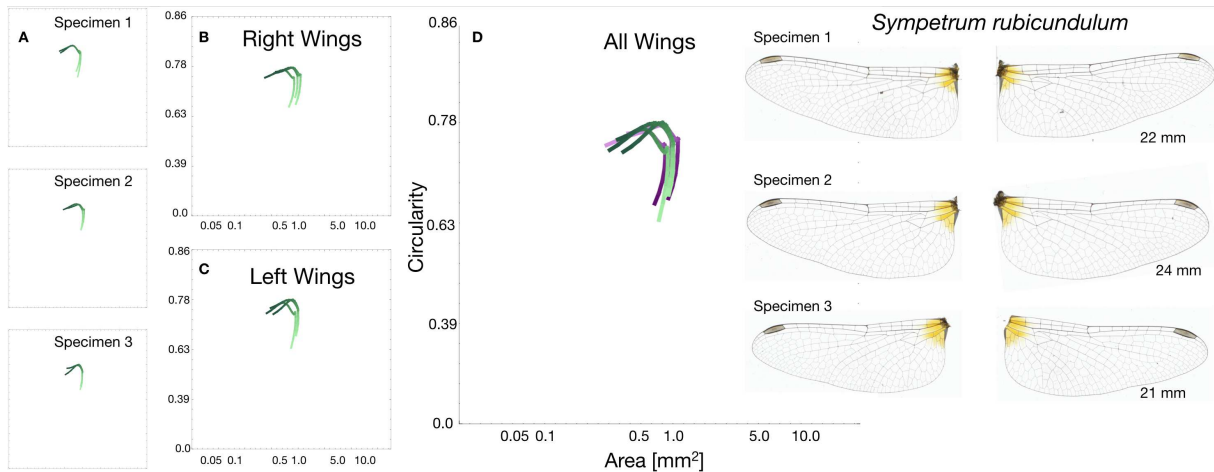 A
Specimen 1
Specimen 2
Specimen 3
B
Right Wings
0.86
0.78
0.63
0.39
0.0
0.05 0.1 0.5 1.0 5.0 10.0
C
Left Wings
0.86
0.78
0.63
0.39
0.0
0.05 0.1 0.5 1.0 5.0 10.0
D
All Wings
0.86
0.78
0.63
0.39
0.0
Circularity
0.05 0.1 0.5 1.0 5.0 10.0
Area [mm²]
Sympetrum rubicundulum
Specimen 1
22 mm
Specimen 2
24 mm
Specimen 3
21 mm